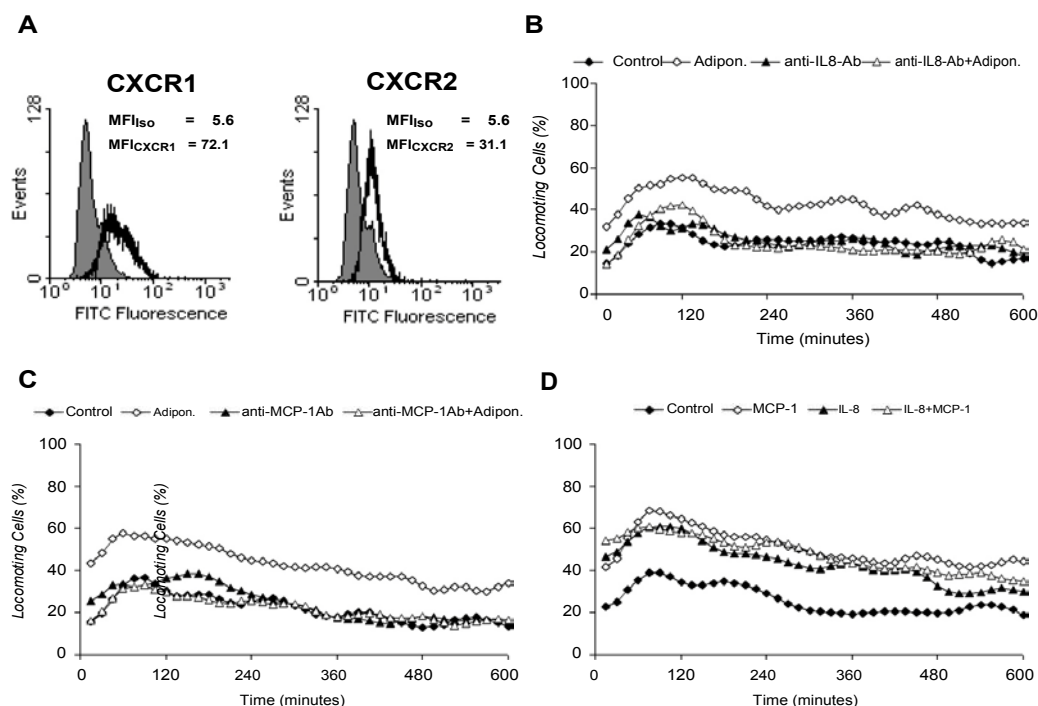 A
CXCR1
MFIIso = 5.6
MFICXCR1 = 72.1
128
Events
0
10⁰ 10¹ 10² 10³
FITC Fluorescence
CXCR2
MFIIso = 5.6
MFICXCR2 = 31.1
128
Events
0
10⁰ 10¹ 10² 10³
FITC Fluorescence
B
Control Adipon. anti-IL8-Ab anti-IL8-Ab+Adipon.
Locomoting Cells (%)
100
80
60
40
20
0
0 120 240 360 480 600
Time (minutes)
C
Control Adipon. anti-MCP-1Ab anti-MCP-1Ab+Adipon.
Locomoting Cells (%)
Locomoting Cells (%)
100
80
60
40
20
0
0 120 240 360 480 60
Time (minutes)
D
Control MCP-1 IL-8 IL-8+MCP-1
100
80
60
40
20
0
0 120 240 360 480 600
Time (minutes)